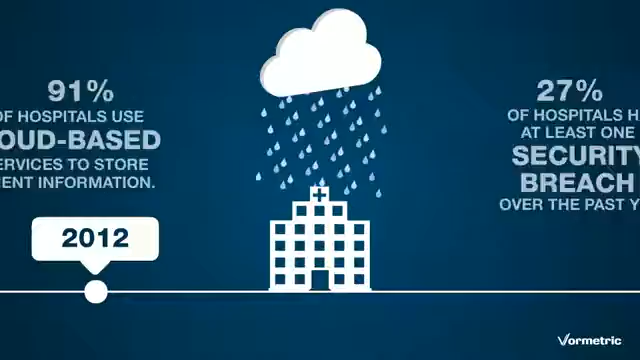 91%
OF HOSPITALS USE
OUD-BASED
ERVICES TO STORE
ENT INFORMATION.
2012
27%
OF HOSPITALS H
AT LEAST ONE
SECURITY
BREACH
OVER THE PAST Y
Vormetric